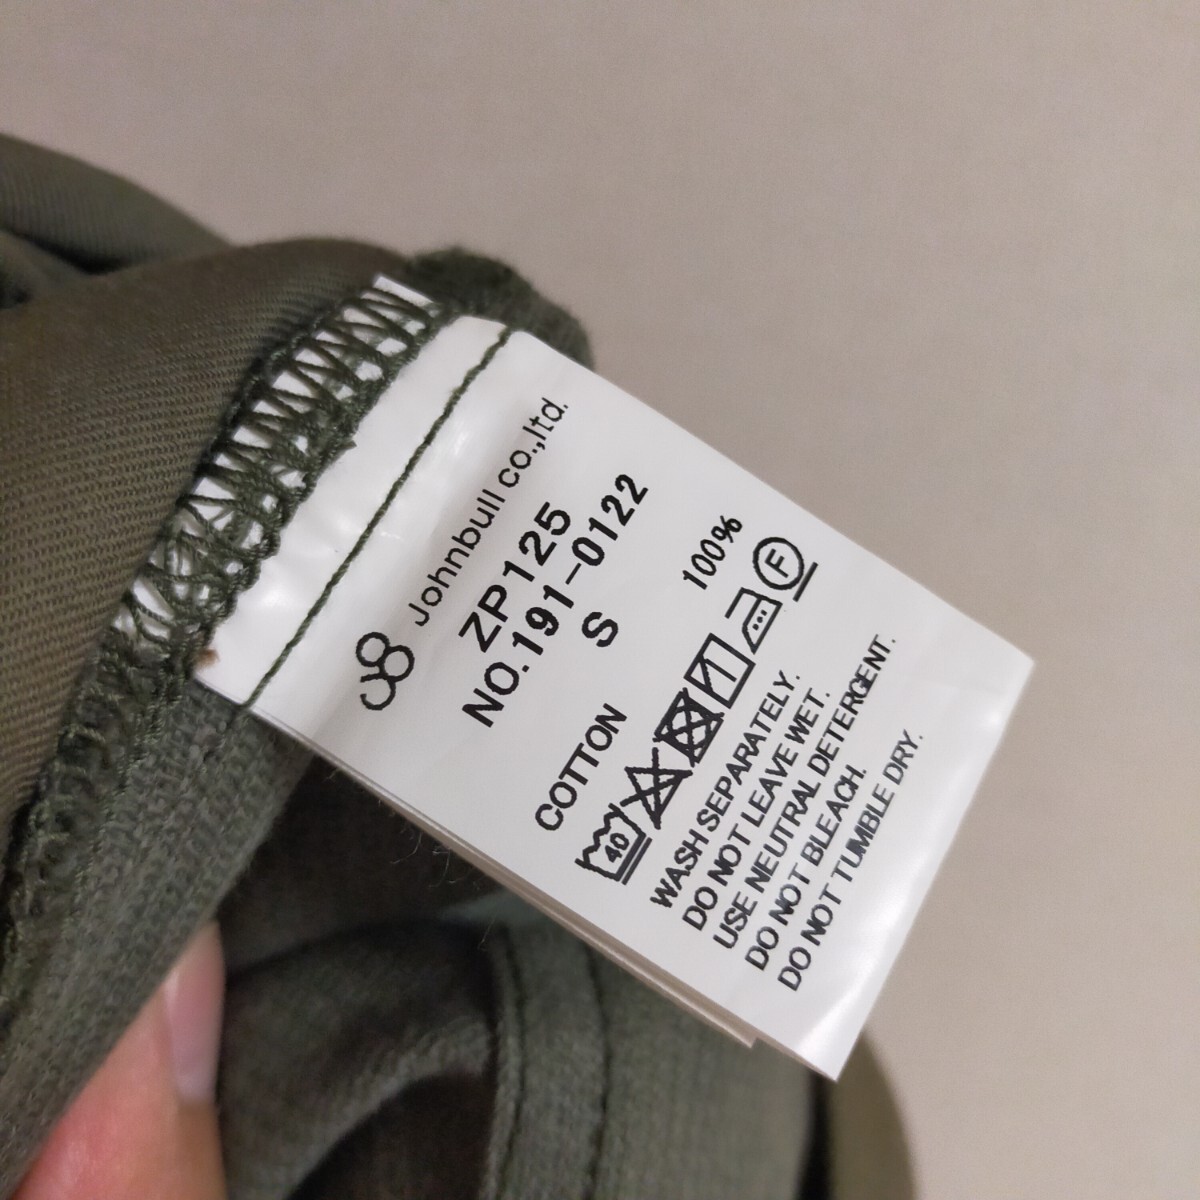 Johnbull co.,ltd.
ZP125
NO.191-0122
S
COTTON 100%
40 F
WASH SEPARATELY.
DO NOT LEAVE WET.
USE NEUTRAL DETERGENT.
DO NOT BLEACH.
DO NOT TUMBLE DRY.